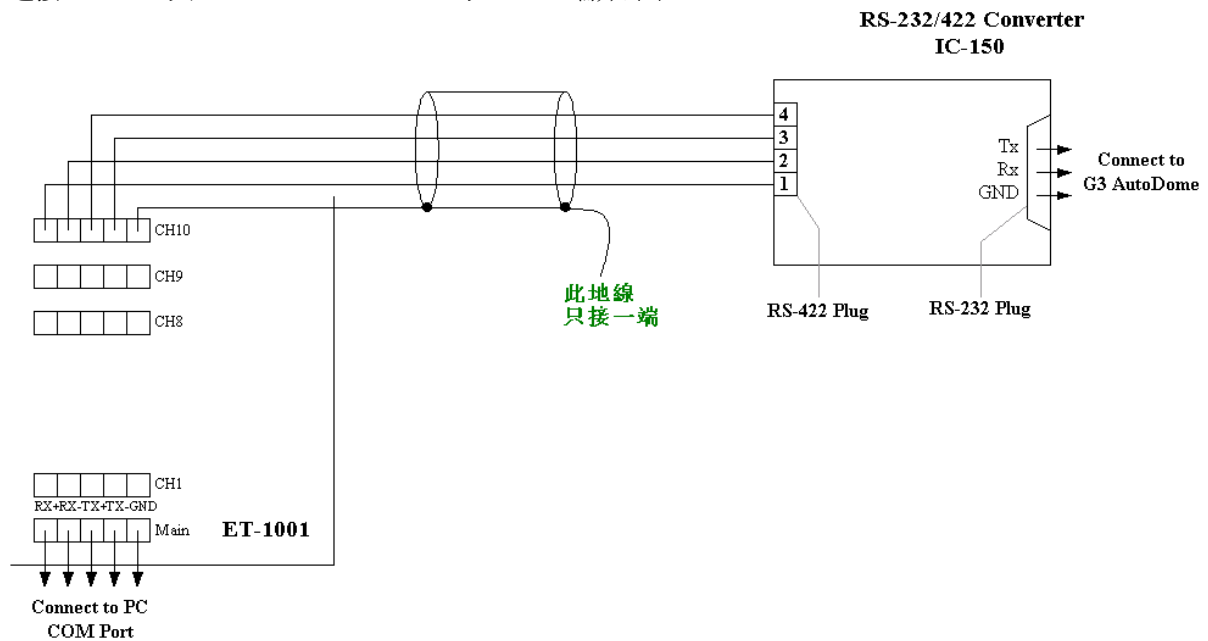 RS-232/422 Converter
IC-150
4
3
2
1
Tx
Rx
GND
Connect to
G3 AutoDome
CH10
CH9
CH8
此地線
只接一端
RS-422 Plug
RS-232 Plug
CH1
RX+RX-TX+TX-GND
Main
ET-1001
Connect to PC
COM Port